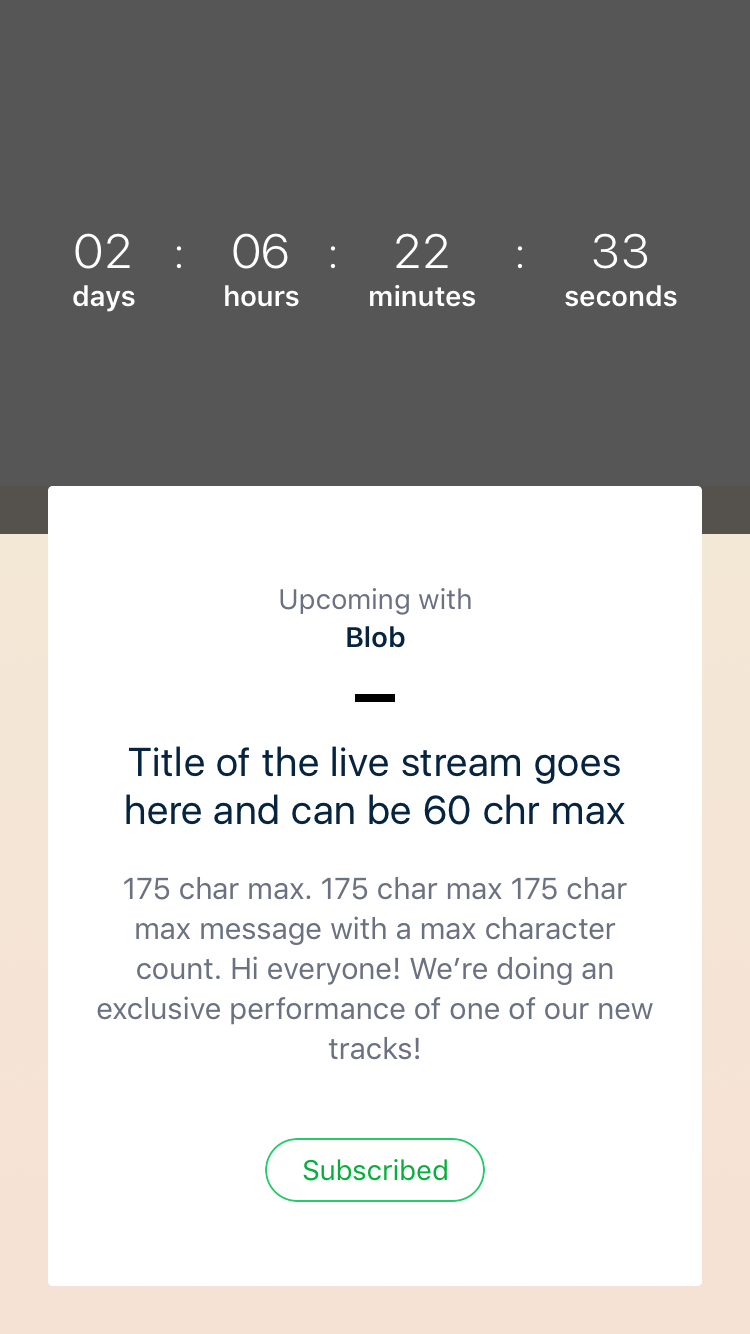 02 : 06 : 22 : 33
days hours minutes seconds
Upcoming with
Blob
Title of the live stream goes
here and can be 60 chr max
175 char max. 175 char max 175 char
max message with a max character
count. Hi everyone! We’re doing an
exclusive performance of one of our new
tracks!
Subscribed